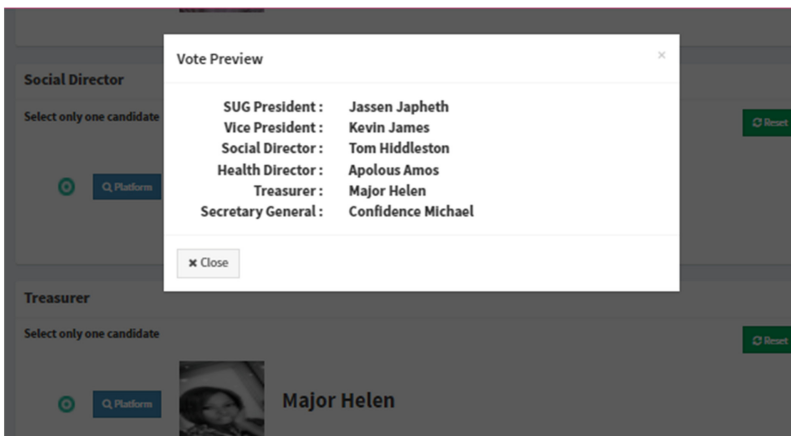 Vote Preview
×
SUG President : Jassen Japheth
Vice President : Kevin James
Social Director : Tom Hiddleston
Health Director : Apolous Amos
Treasurer : Major Helen
Secretary General : Confidence Michael
✖ Close
Social Director
Select only one candidate
Reset
Platform
Treasurer
Select only one candidate
Reset
Platform
Major Helen